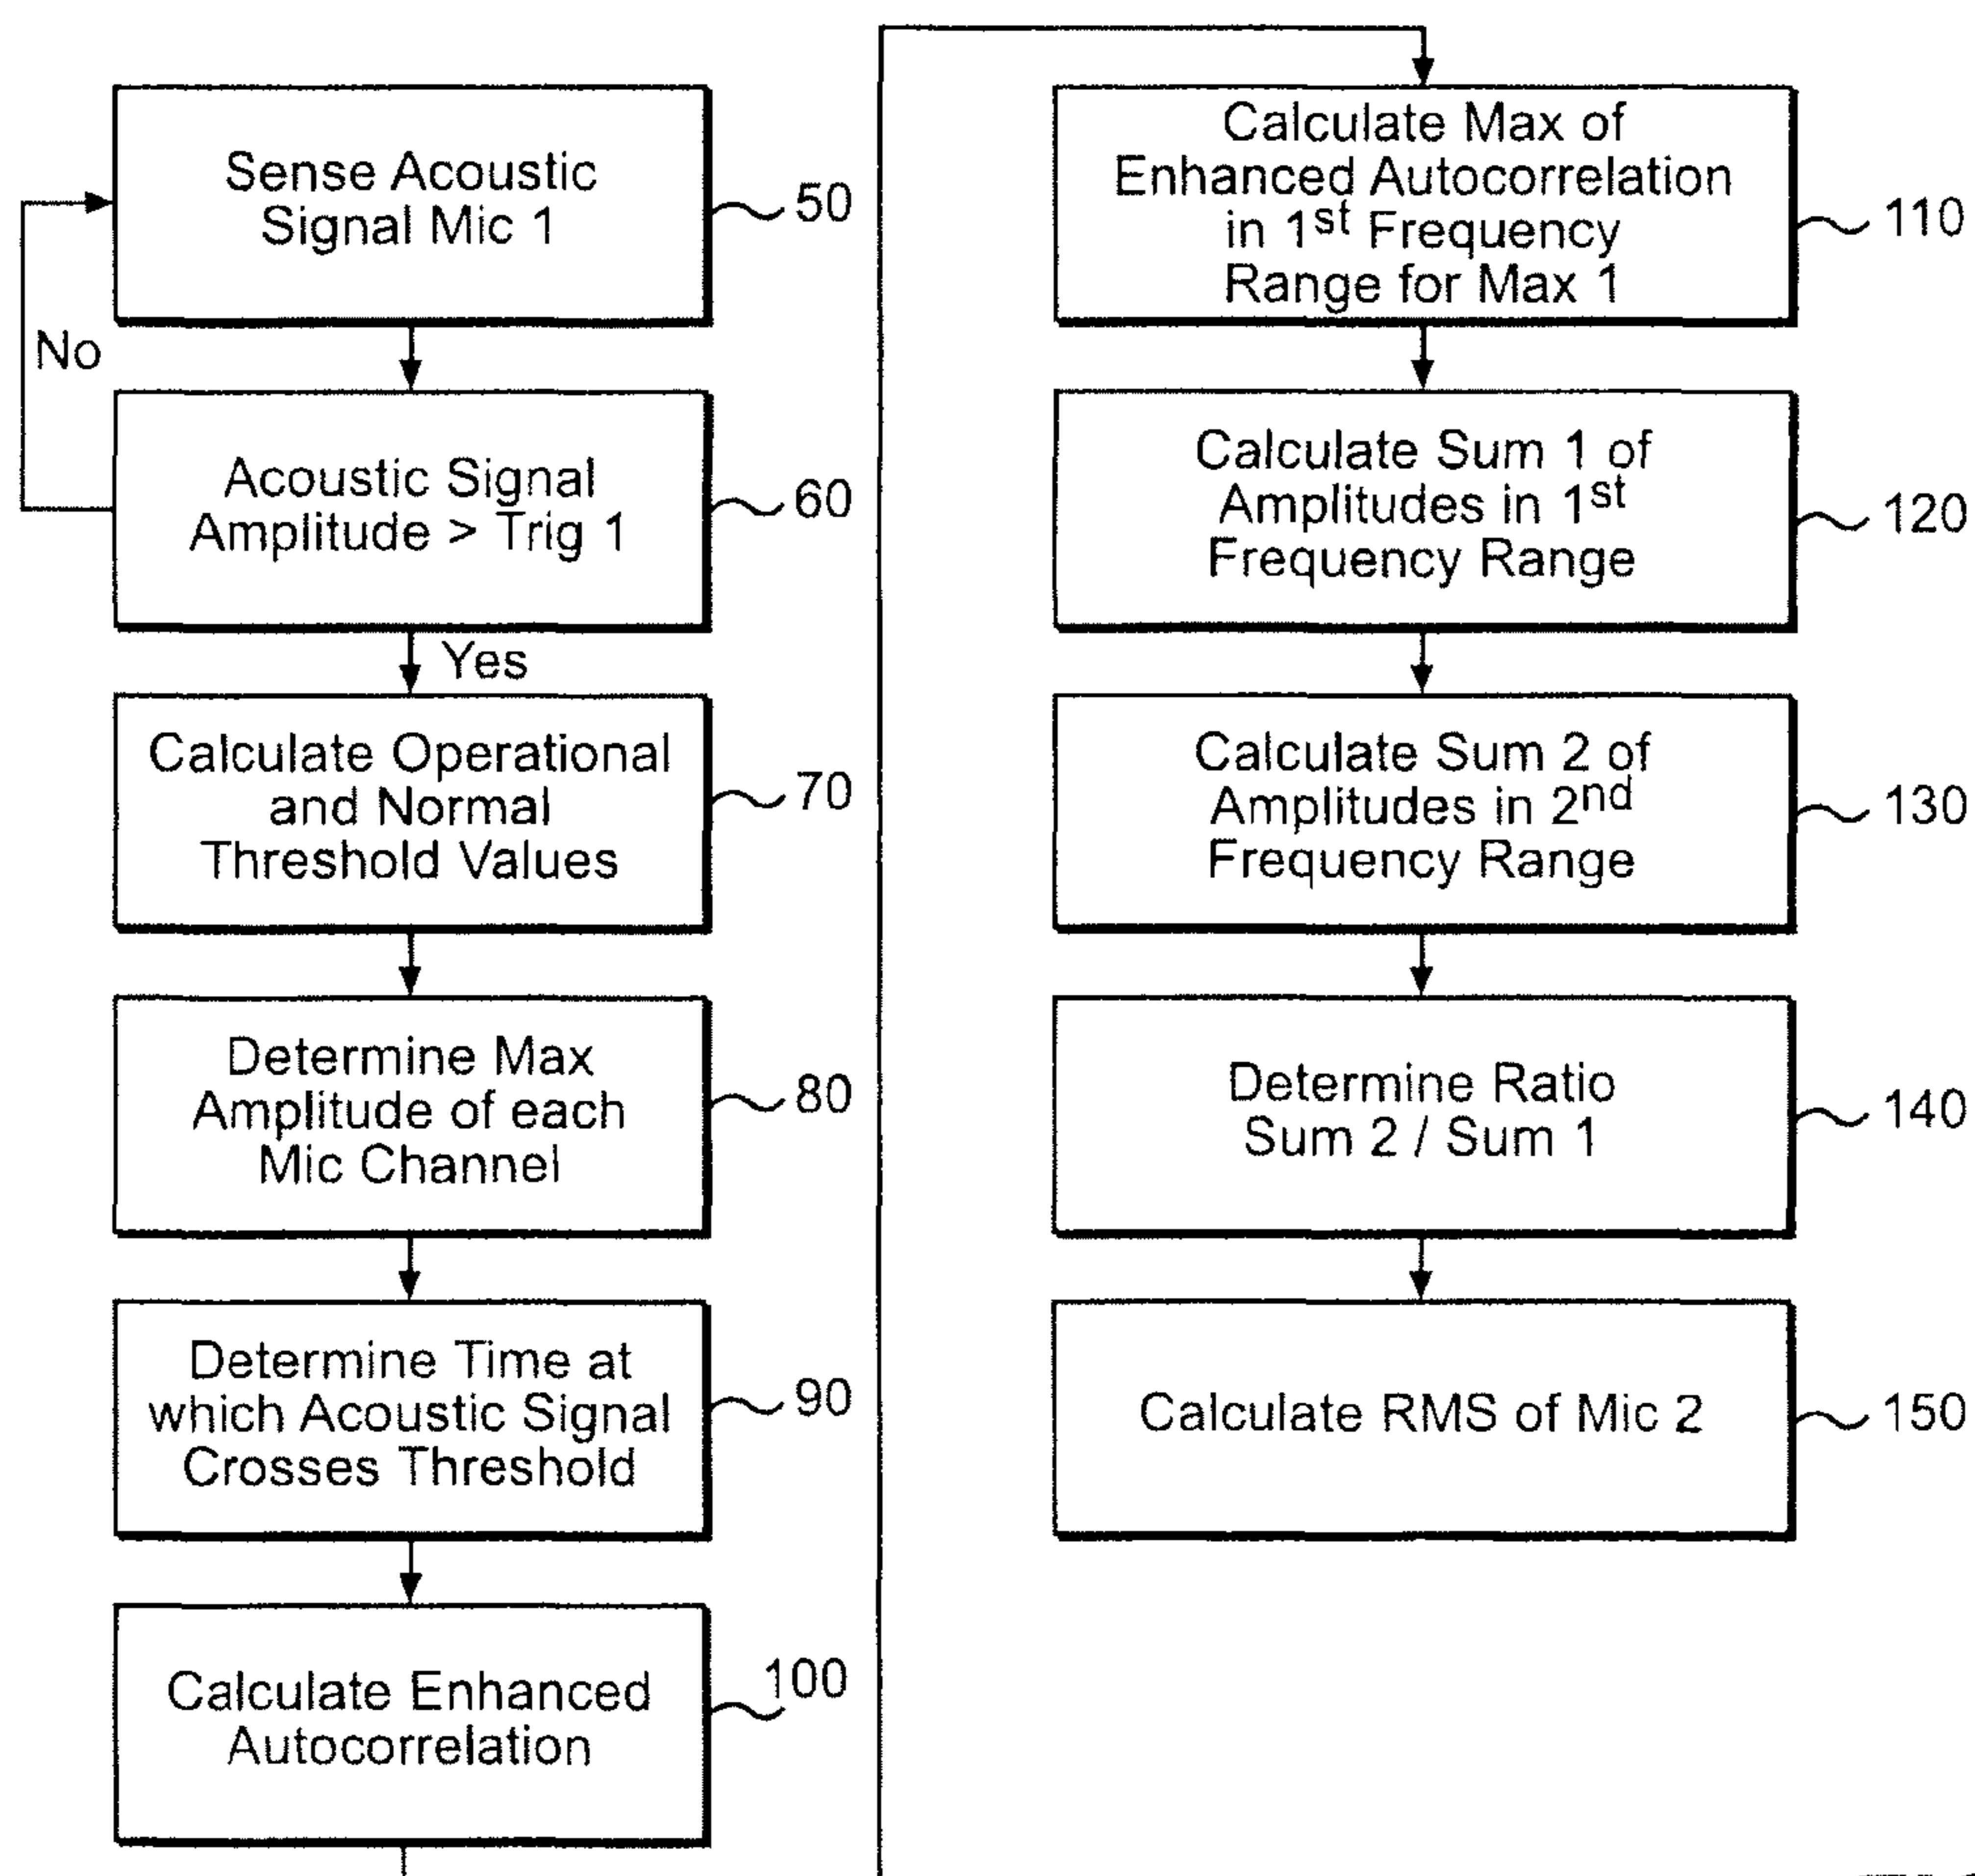 Sense Acoustic
Signal Mic 1
50
No
Acoustic Signal
Amplitude > Trig 1
60
Yes
Calculate Operational
and Normal
Threshold Values
70
Determine Max
Amplitude of each
Mic Channel
80
Determine Time at
which Acoustic Signal
Crosses Threshold
90
Calculate Enhanced
Autocorrelation
100
Calculate Max of
Enhanced Autocorrelation
in 1st Frequency
Range for Max 1
110
Calculate Sum 1 of
Amplitudes in 1st
Frequency Range
120
Calculate Sum 2 of
Amplitudes in 2nd
Frequency Range
130
Determine Ratio
Sum 2 / Sum 1
140
Calculate RMS of Mic 2
150